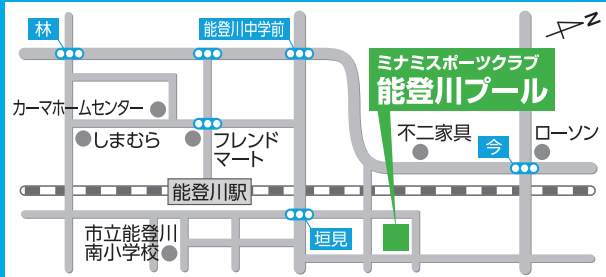 林
能登川中学前
N
ミナミスポーツクラブ
能登川プール
カーマホームセンター
しまむら
フレンド
マート
不二家具
ローソン
今
能登川駅
市立能登川
南小学校
垣見